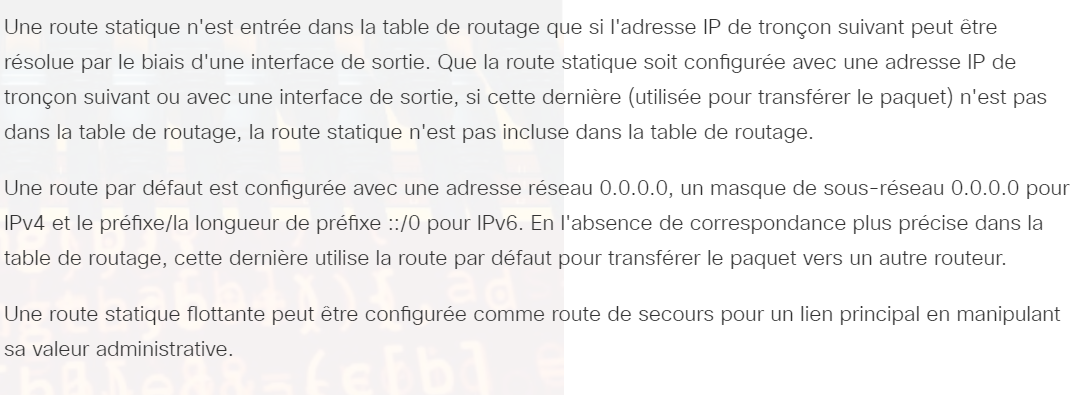 Une route statique n'est entrée dans la table de routage que si l'adresse IP de tronçon suivant peut être
résolue par le biais d'une interface de sortie. Que la route statique soit configurée avec une adresse IP de
tronçon suivant ou avec une interface de sortie, si cette dernière (utilisée pour transférer le paquet) n'est pas
dans la table de routage, la route statique n'est pas incluse dans la table de routage.
Une route par défaut est configurée avec une adresse réseau 0.0.0.0, un masque de sous-réseau 0.0.0.0 pour
IPv4 et le préfixe/la longueur de préfixe ::/0 pour IPv6. En l'absence de correspondance plus précise dans la
table de routage, cette dernière utilise la route par défaut pour transférer le paquet vers un autre routeur.
Une route statique flottante peut être configurée comme route de secours pour un lien principal en manipulant
sa valeur administrative.